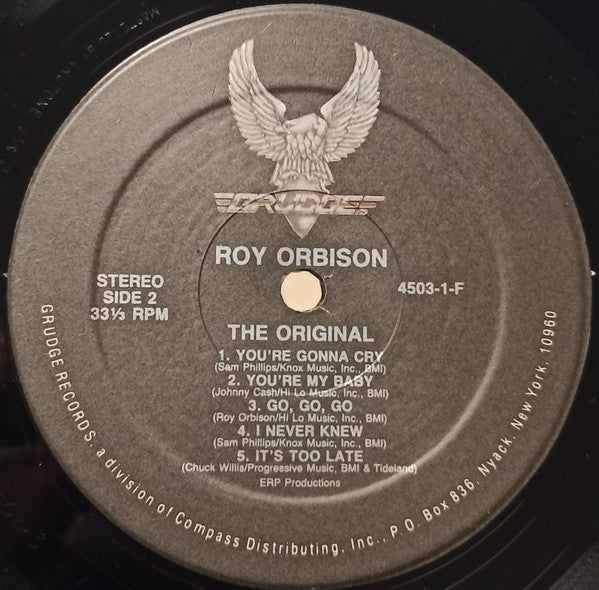 GRUDGE
ROY ORBISON
STEREO
SIDE 2
33⅓ RPM
4503-1-F
THE ORIGINAL
1. YOU'RE GONNA CRY
(Sam Phillips/Knox Music, Inc., BMI)
2. YOU'RE MY BABY
(Johnny Cash/Hi Lo Music, Inc., BMI)
3. GO, GO, GO
(Roy Orbison/Hi Lo Music, Inc., BMI)
4. I NEVER KNEW
(Sam Phillips/Knox Music, Inc., BMI)
5. IT'S TOO LATE
(Chuck Willis/Progressive Music, BMI & Tideland)
ERP Productions
GRUDGE RECORDS, a division of Compass Distributing, Inc., P.O. Box 836, Nyack, New York, 10960